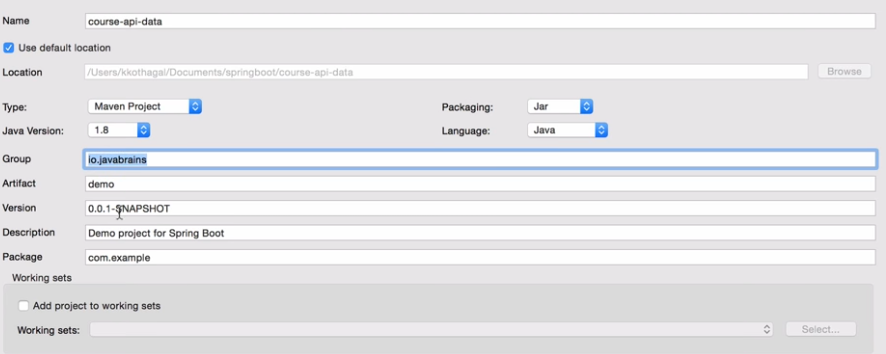 Name course-api-data
Use default location
Location /Users/kkothagal/Documents/springboot/course-api-data Browse
Type: Maven Project Packaging: Jar
Java Version: 1.8 Language: Java
Group io.javabrains
Artifact demo
Version 0.0.1-SNAPSHOT
Description Demo project for Spring Boot
Package com.example
Working sets
Add project to working sets
Working sets: Select...